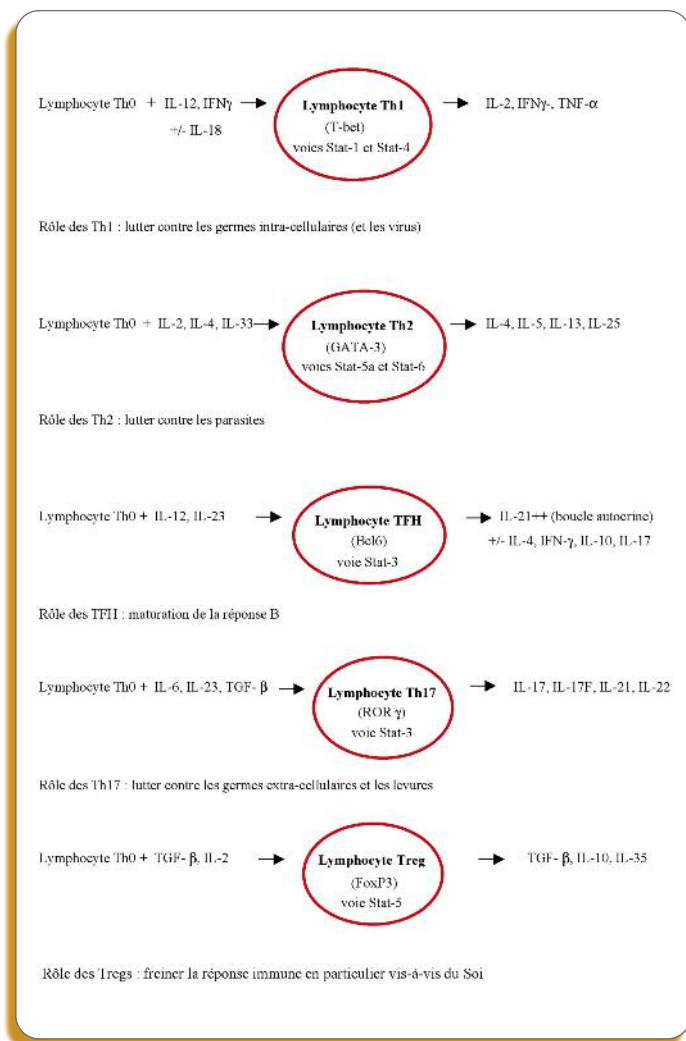 Lymphocyte Th0 + IL-12, IFNγ
+/- IL-18
Lymphocyte Th1
(T-bet)
voies Stat-1 et Stat-4
IL-2, IFNγ-, TNF-α
Rôle des Th1 : lutter contre les germes intra-cellulaires (et les virus)
Lymphocyte Th0 + IL-2, IL-4, IL-33
Lymphocyte Th2
(GATA-3)
voies Stat-5a et Stat-6
IL-4, IL-5, IL-13, IL-25
Rôle des Th2 : lutter contre les parasites
Lymphocyte Th0 + IL-12, IL-23
Lymphocyte TFH
(Bcl6)
voie Stat-3
IL-21++ (boucle autocrine)
+/- IL-4, IFN-γ, IL-10, IL-17
Rôle des TFH : maturation de la réponse B
Lymphocyte Th0 + IL-6, IL-23, TGF- β
Lymphocyte Th17
(ROR γ)
voie Stat-3
IL-17, IL-17F, IL-21, IL-22
Rôle des Th17 : lutter contre les germes extra-cellulaires et les levures
Lymphocyte Th0 + TGF- β, IL-2
Lymphocyte Treg
(FoxP3)
voie Stat-5
TGF- β, IL-10, IL-35
Rôle des Tregs : freiner la réponse immune en particulier vis-à-vis du Soi